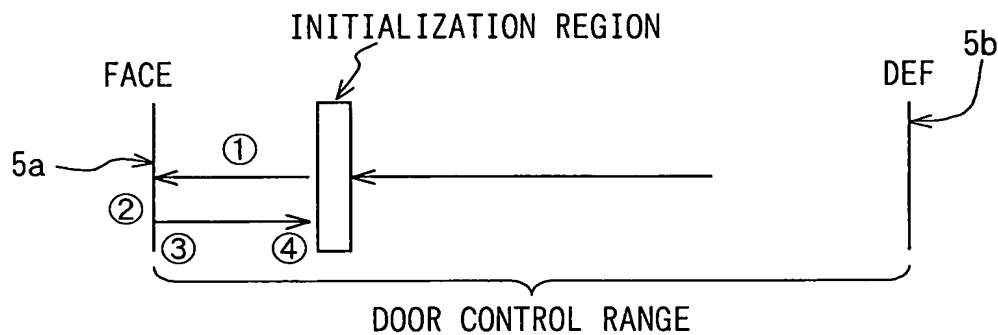 INITIALIZATION REGION
FACE
DEF
5b
5a
①
②
③
④
DOOR CONTROL RANGE